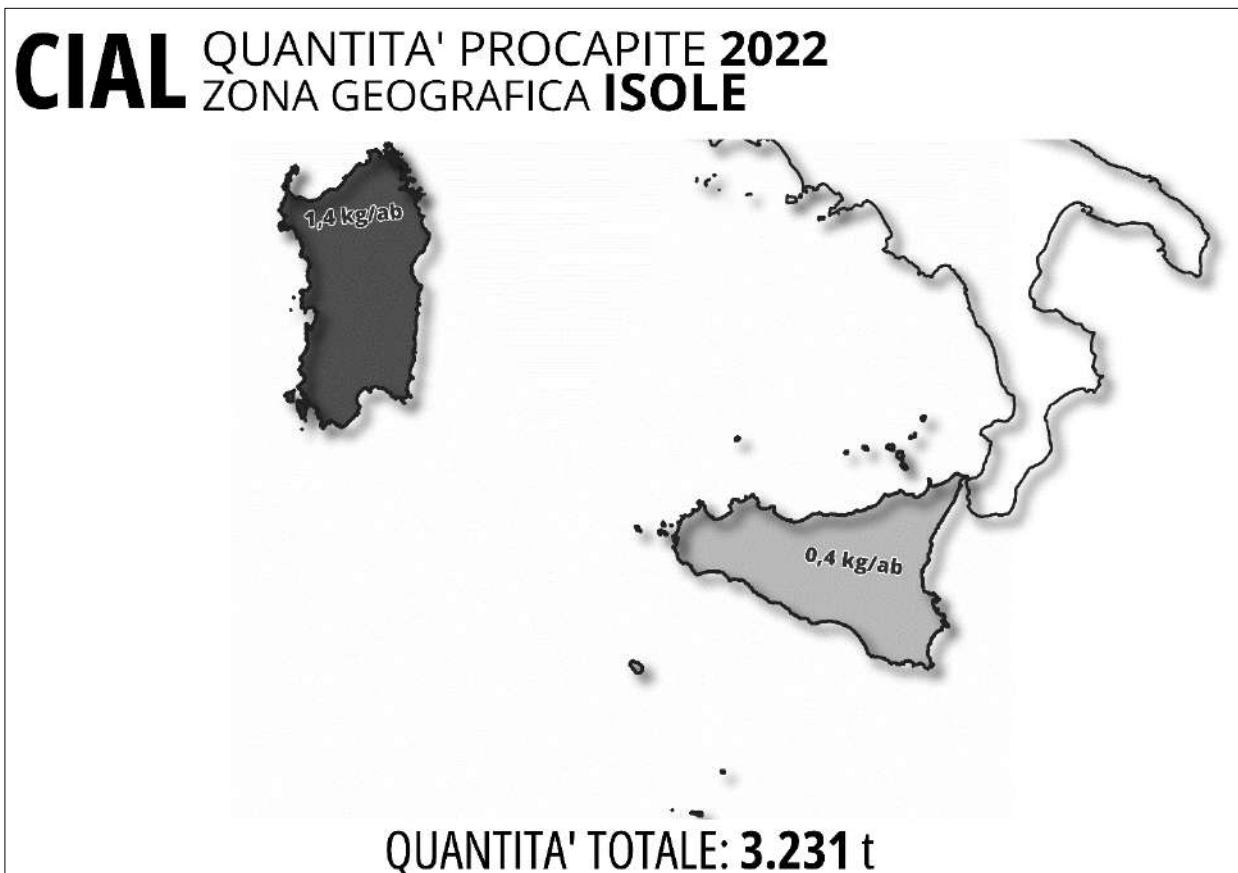 CIAL QUANTITA' PROCAPITE 2022
ZONA GEOGRAFICA ISOLE
1,4 kg/ab
0,4 kg/ab
QUANTITA' TOTALE: 3.231 t